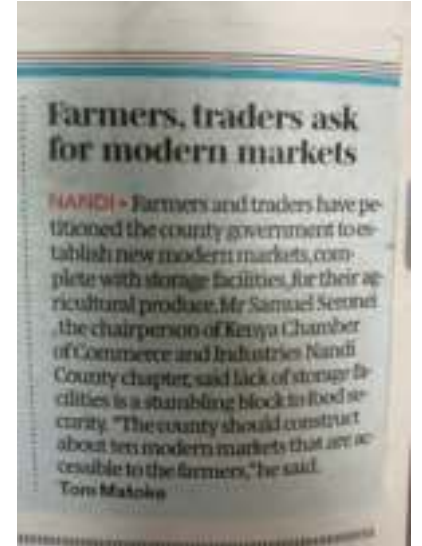 Farmers, traders ask
for modern markets
NANDI • Farmers and traders have pe-
titioned the county government to es-
tablish new modern markets, com-
plete with storage facilities, for their ag-
ricultural produce. Mr Samuel Seronei
, the chairperson of Kenya Chamber
of Commerce and Industries Nandi
County chapter, said lack of storage fa-
cilities is a stumbling block to food se-
curity. "The county should construct
about ten modern markets that are ac-
cessible to the farmers," he said.
Tom Matoke